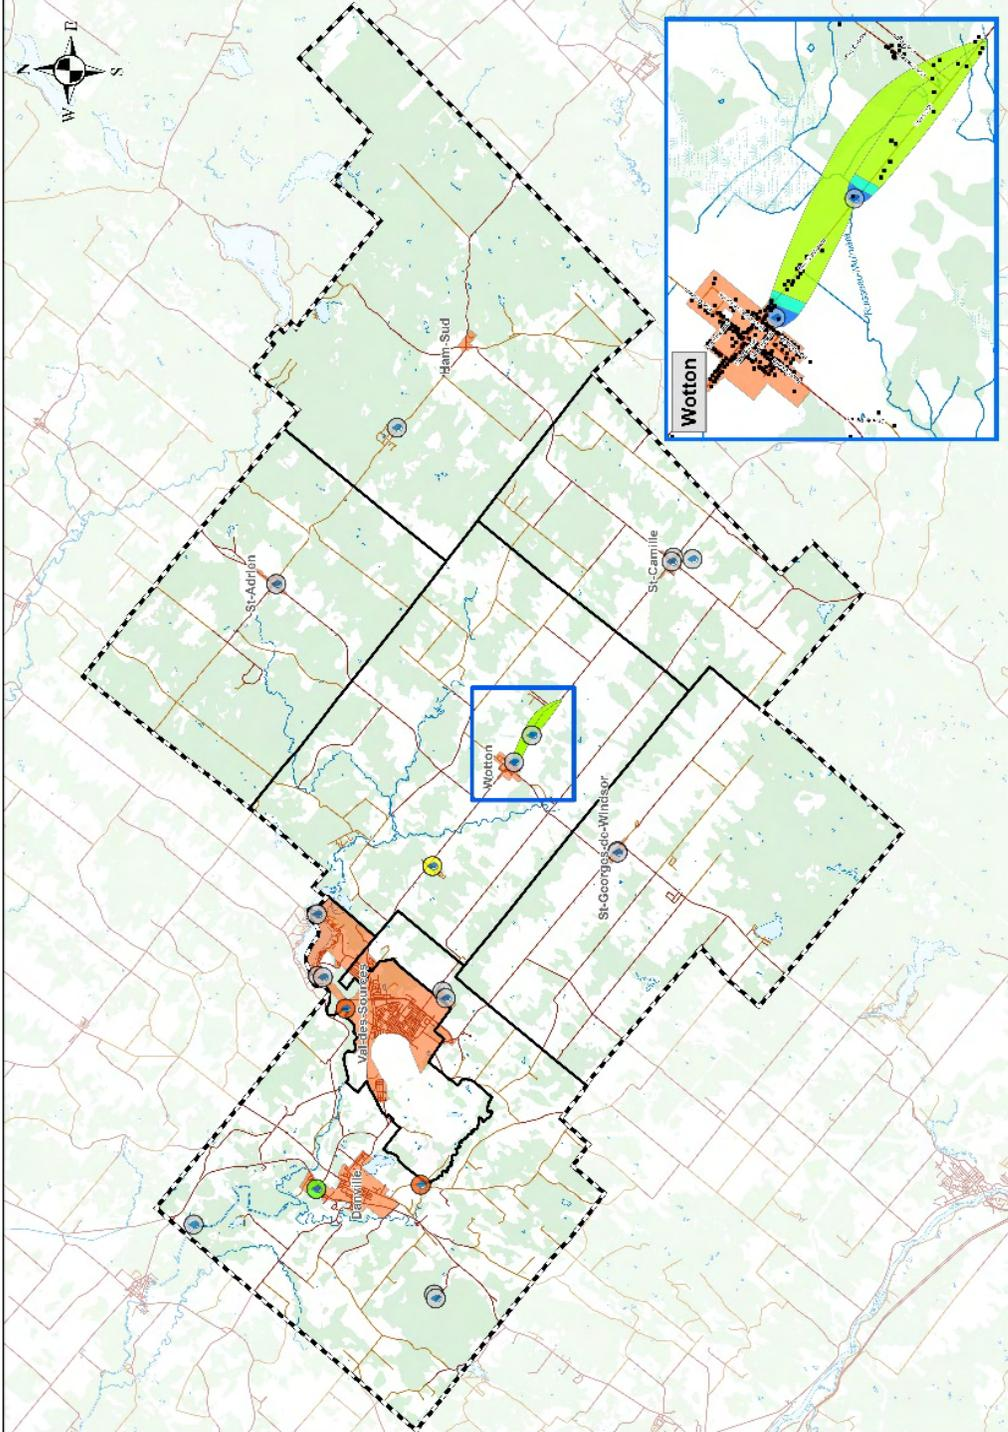 N
E
S
W
Ham-Sud
St-Adrien
St-Camille
Wotton
St-Georges-de-Windsor
Val-des-Sources
Danville
Wotton